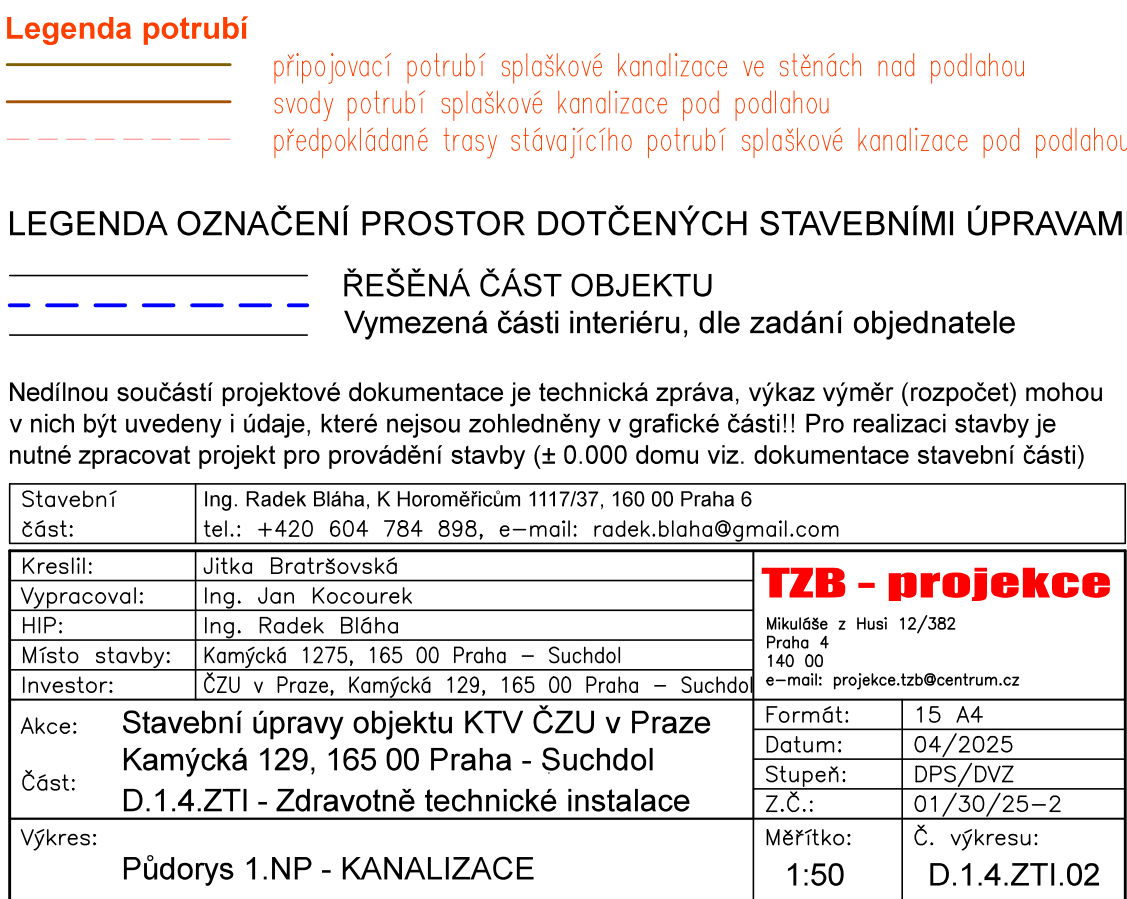 Legenda potrubí
připojovací potrubí splaškové kanalizace ve stěnách nad podlahou
svody potrubí splaškové kanalizace pod podlahou
předpokládané trasy stávajícího potrubí splaškové kanalizace pod podlahou
LEGENDA OZNAČENÍ PROSTOR DOTČENÝCH STAVEBNÍMI ÚPRAVAMI
ŘEŠĚNÁ ČÁST OBJEKTU
Vymezená části interiéru, dle zadání objednatele
Nedílnou součástí projektové dokumentace je technická zpráva, výkaz výměr (rozpočet) mohou
v nich být uvedeny i údaje, které nejsou zohledněny v grafické části!! Pro realizaci stavby je
nutné zpracovat projekt pro provádění stavby (± 0.000 domu viz. dokumentace stavební části)
Stavební část: Ing. Radek Bláha, K Horoměřicům 1117/37, 160 00 Praha 6
tel.: +420 604 784 898, e-mail: radek.blaha@gmail.com
Kreslil: Jitka Bratršovská
Vypracoval: Ing. Jan Kocourek
HIP: Ing. Radek Bláha
Místo stavby: Kamýcká 1275, 165 00 Praha - Suchdol
Investor: ČZU v Praze, Kamýcká 129, 165 00 Praha - Suchdol
TZB - projekce
Mikuláše z Husi 12/382
Praha 4
140 00
e-mail: projekce.tzb@centrum.cz
Akce: Stavební úpravy objektu KTV ČZU v Praze
Kamýcká 129, 165 00 Praha - Suchdol
Část: D.1.4.ZTI - Zdravotně technické instalace
Formát: 15 A4
Datum: 04/2025
Stupeň: DPS/DVZ
Z.Č.: 01/30/25-2
Výkres: Půdorys 1.NP - KANALIZACE
Měřítko: 1:50
Č. výkresu: D.1.4.ZTI.02